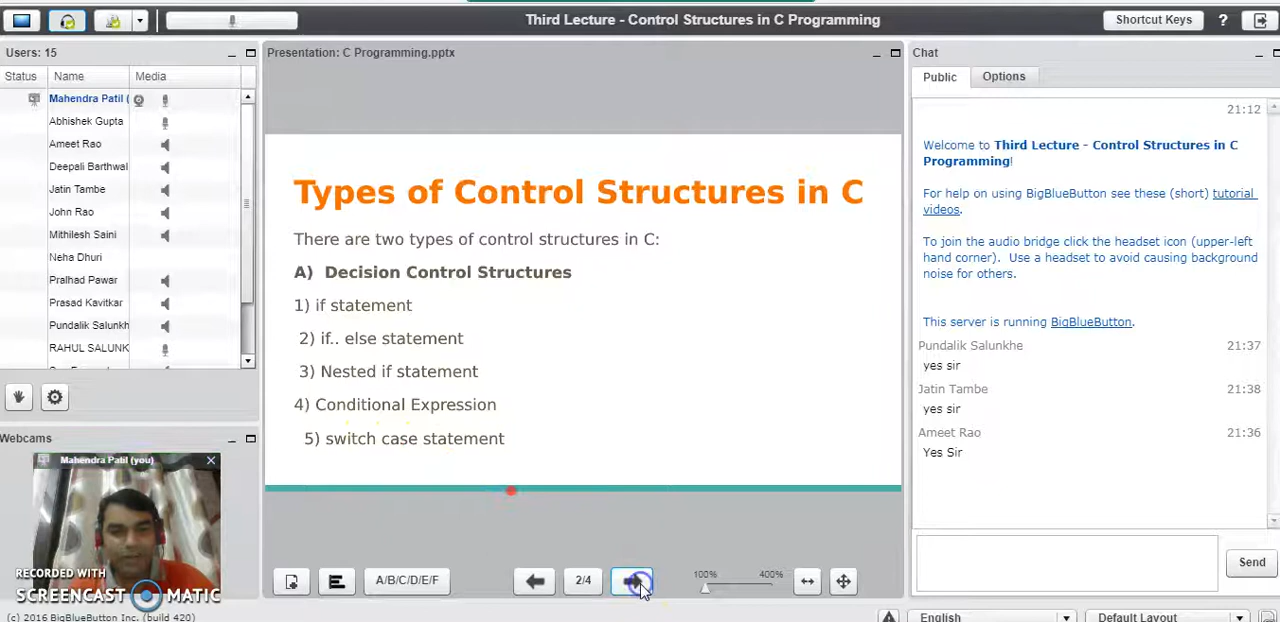 Third Lecture - Control Structures in C Programming
Shortcut Keys
?
Users: 15
Status Name Media
Mahendra Patil (
Abhishek Gupta
Ameet Rao
Deepali Barthwal
Jatin Tambe
John Rao
Mithilesh Saini
Neha Dhuri
Pralhad Pawar
Prasad Kavitkar
Pundalik Salunkh
RAHUL SALUNK
Webcams
Mahendra Patil (you)
RECORDED WITH
SCREENCAST MATIC
(c) 2016 BigBlueButton Inc. (build 420)
Presentation: C Programming.pptx
Types of Control Structures in C
There are two types of control structures in C:
A) Decision Control Structures
1) if statement
2) if.. else statement
3) Nested if statement
4) Conditional Expression
5) switch case statement
A/B/C/D/E/F
2/4
100% 400%
Chat
Public Options
21:12
Welcome to Third Lecture - Control Structures in C
Programming!
For help on using BigBlueButton see these (short) tutorial
videos.
To join the audio bridge click the headset icon (upper-left
hand corner). Use a headset to avoid causing background
noise for others.
This server is running BigBlueButton.
Pundalik Salunkhe 21:37
yes sir
Jatin Tambe 21:38
yes sir
Ameet Rao 21:36
Yes Sir
Send
English
Default Layout